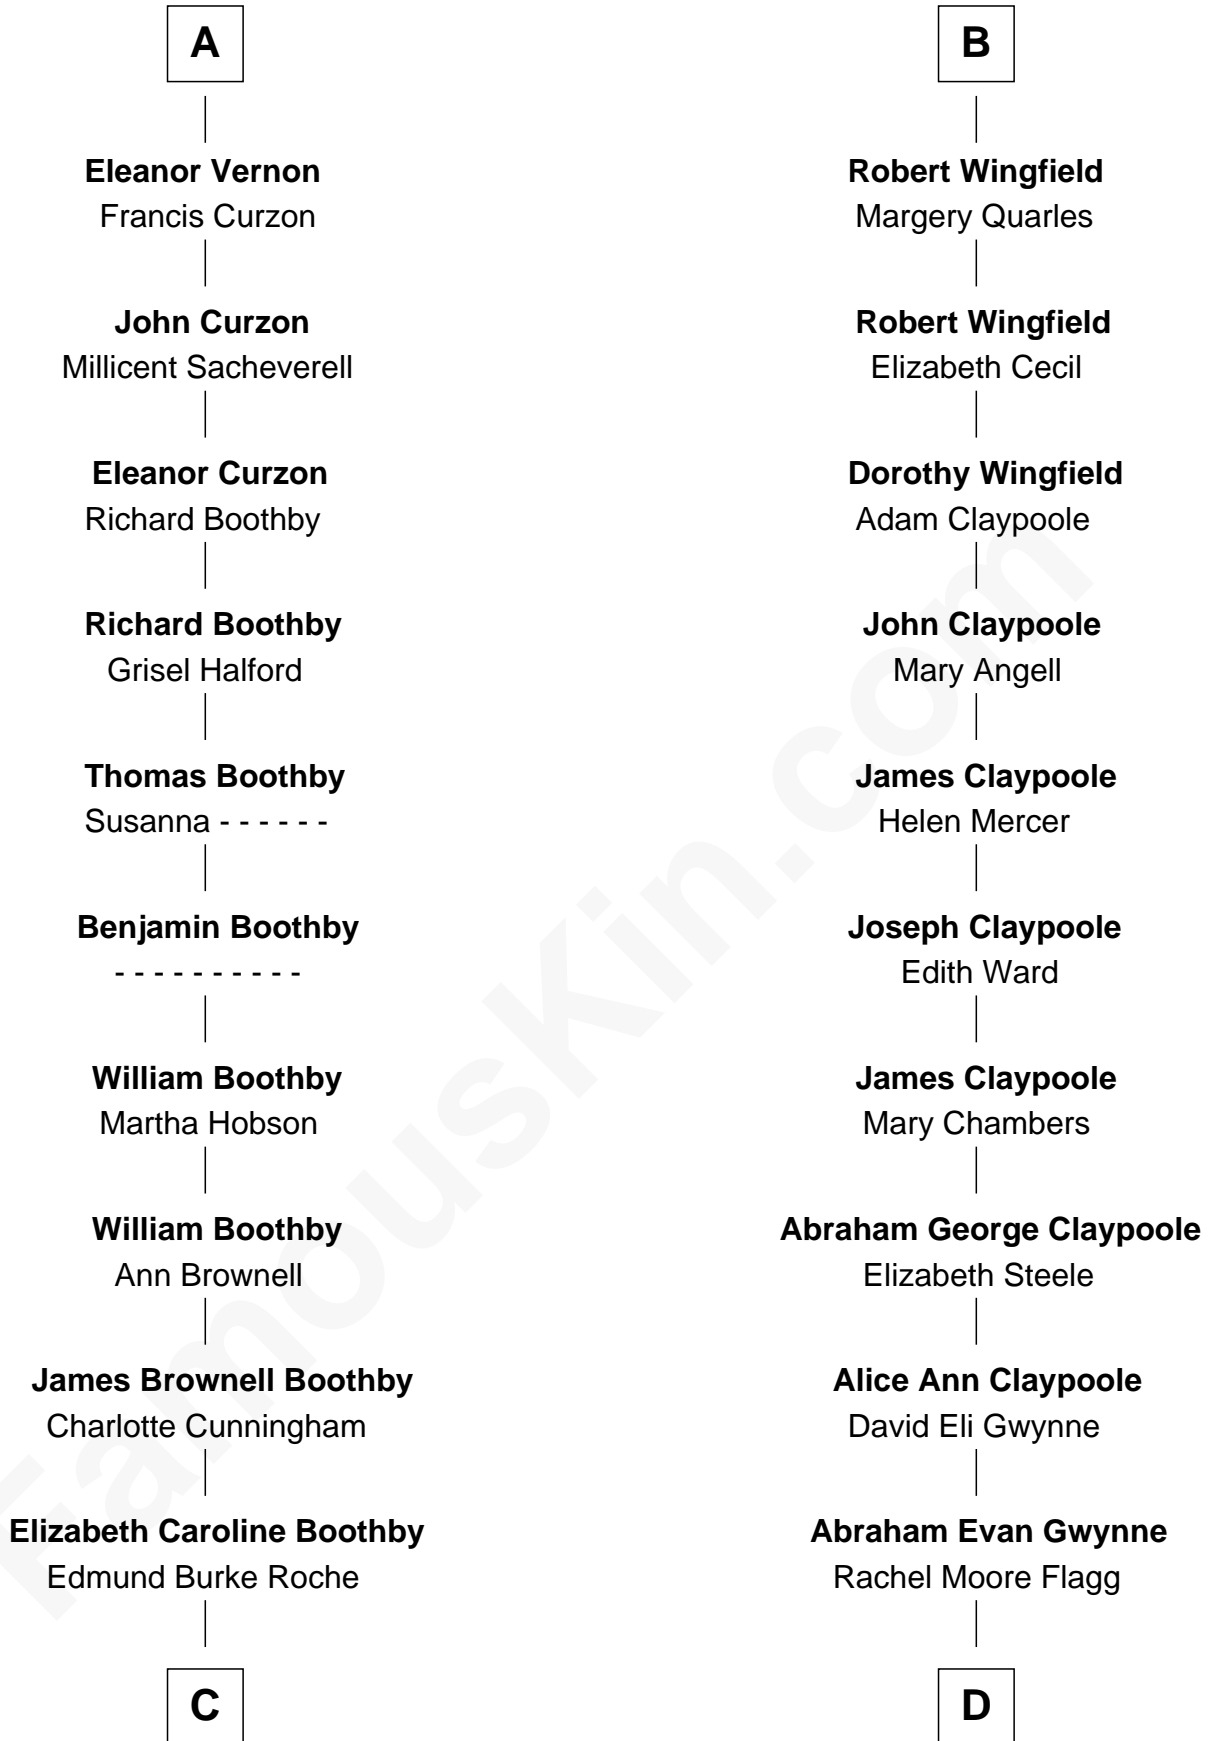 A
Eleanor Vernon
Francis Curzon
John Curzon
Millicent Sacheverell
Eleanor Curzon
Richard Boothby
Richard Boothby
Grisel Halford
Thomas Boothby
Susanna - - - - - -
Benjamin Boothby
- - - - - - - - - -
William Boothby
Martha Hobson
William Boothby
Ann Brownell
James Brownell Boothby
Charlotte Cunningham
Elizabeth Caroline Boothby
Edmund Burke Roche
C
B
Robert Wingfield
Margery Quarles
Robert Wingfield
Elizabeth Cecil
Dorothy Wingfield
Adam Claypoole
John Claypoole
Mary Angell
James Claypoole
Helen Mercer
Joseph Claypoole
Edith Ward
James Claypoole
Mary Chambers
Abraham George Claypoole
Elizabeth Steele
Alice Ann Claypoole
David Eli Gwynne
Abraham Evan Gwynne
Rachel Moore Flagg
D
FamousKin.com